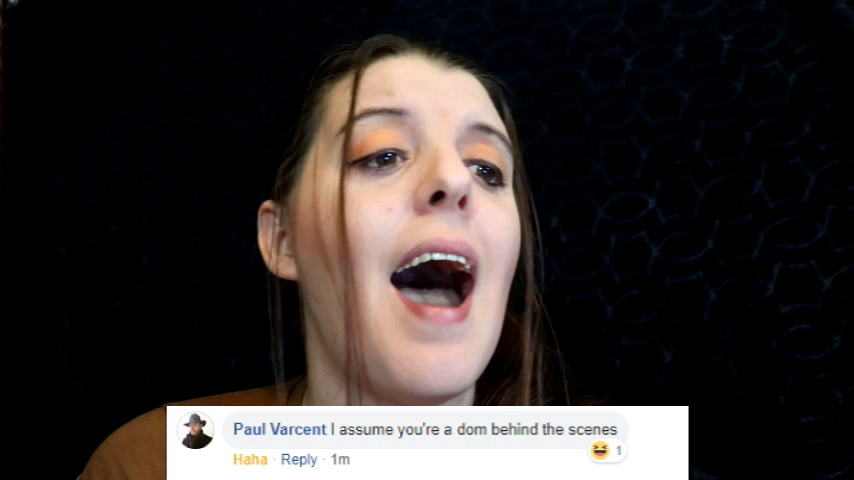 Paul Varcent I assume you're a dom behind the scenes
Haha · Reply · 1m
1